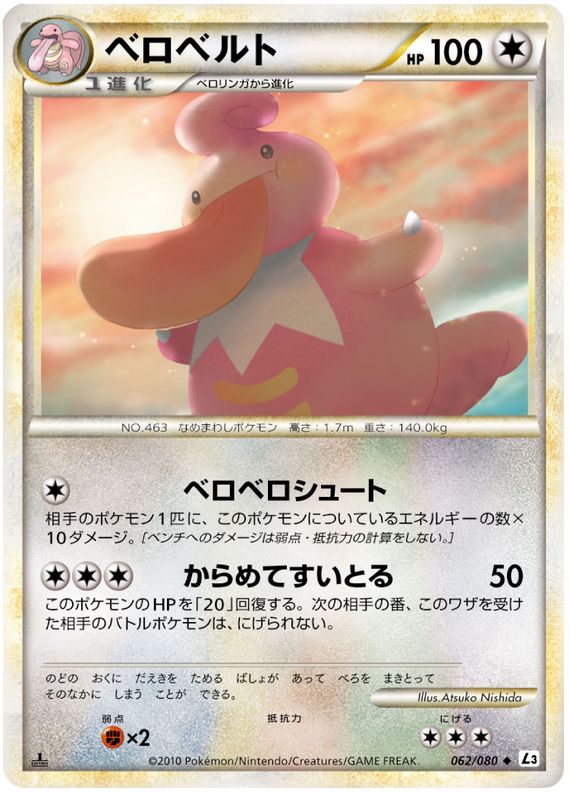 ベロベルト HP 100
1進化 ベロリンガから進化
NO.463 なめまわしポケモン 高さ:1.7m 重さ:140.0kg
ベロベロシュート
相手のポケモン1匹に、このポケモンについているエネルギーの数×
10ダメージ。[ベンチへのダメージは弱点・抵抗力の計算をしない。]
からめてすいとる 50
このポケモンのHPを「20」回復する。次の相手の番、このワザを受け
た相手のバトルポケモンは、にげられない。
のどの おくに だえきを ためる ばしょが あって べろを まきとって
そのなかに しまう ことが できる。
Illus.Atsuko Nishida
弱点 抵抗力 にげる
×2
1 EDITION ©2010 Pokémon/Nintendo/Creatures/GAME FREAK. 062/080 ◆ L3